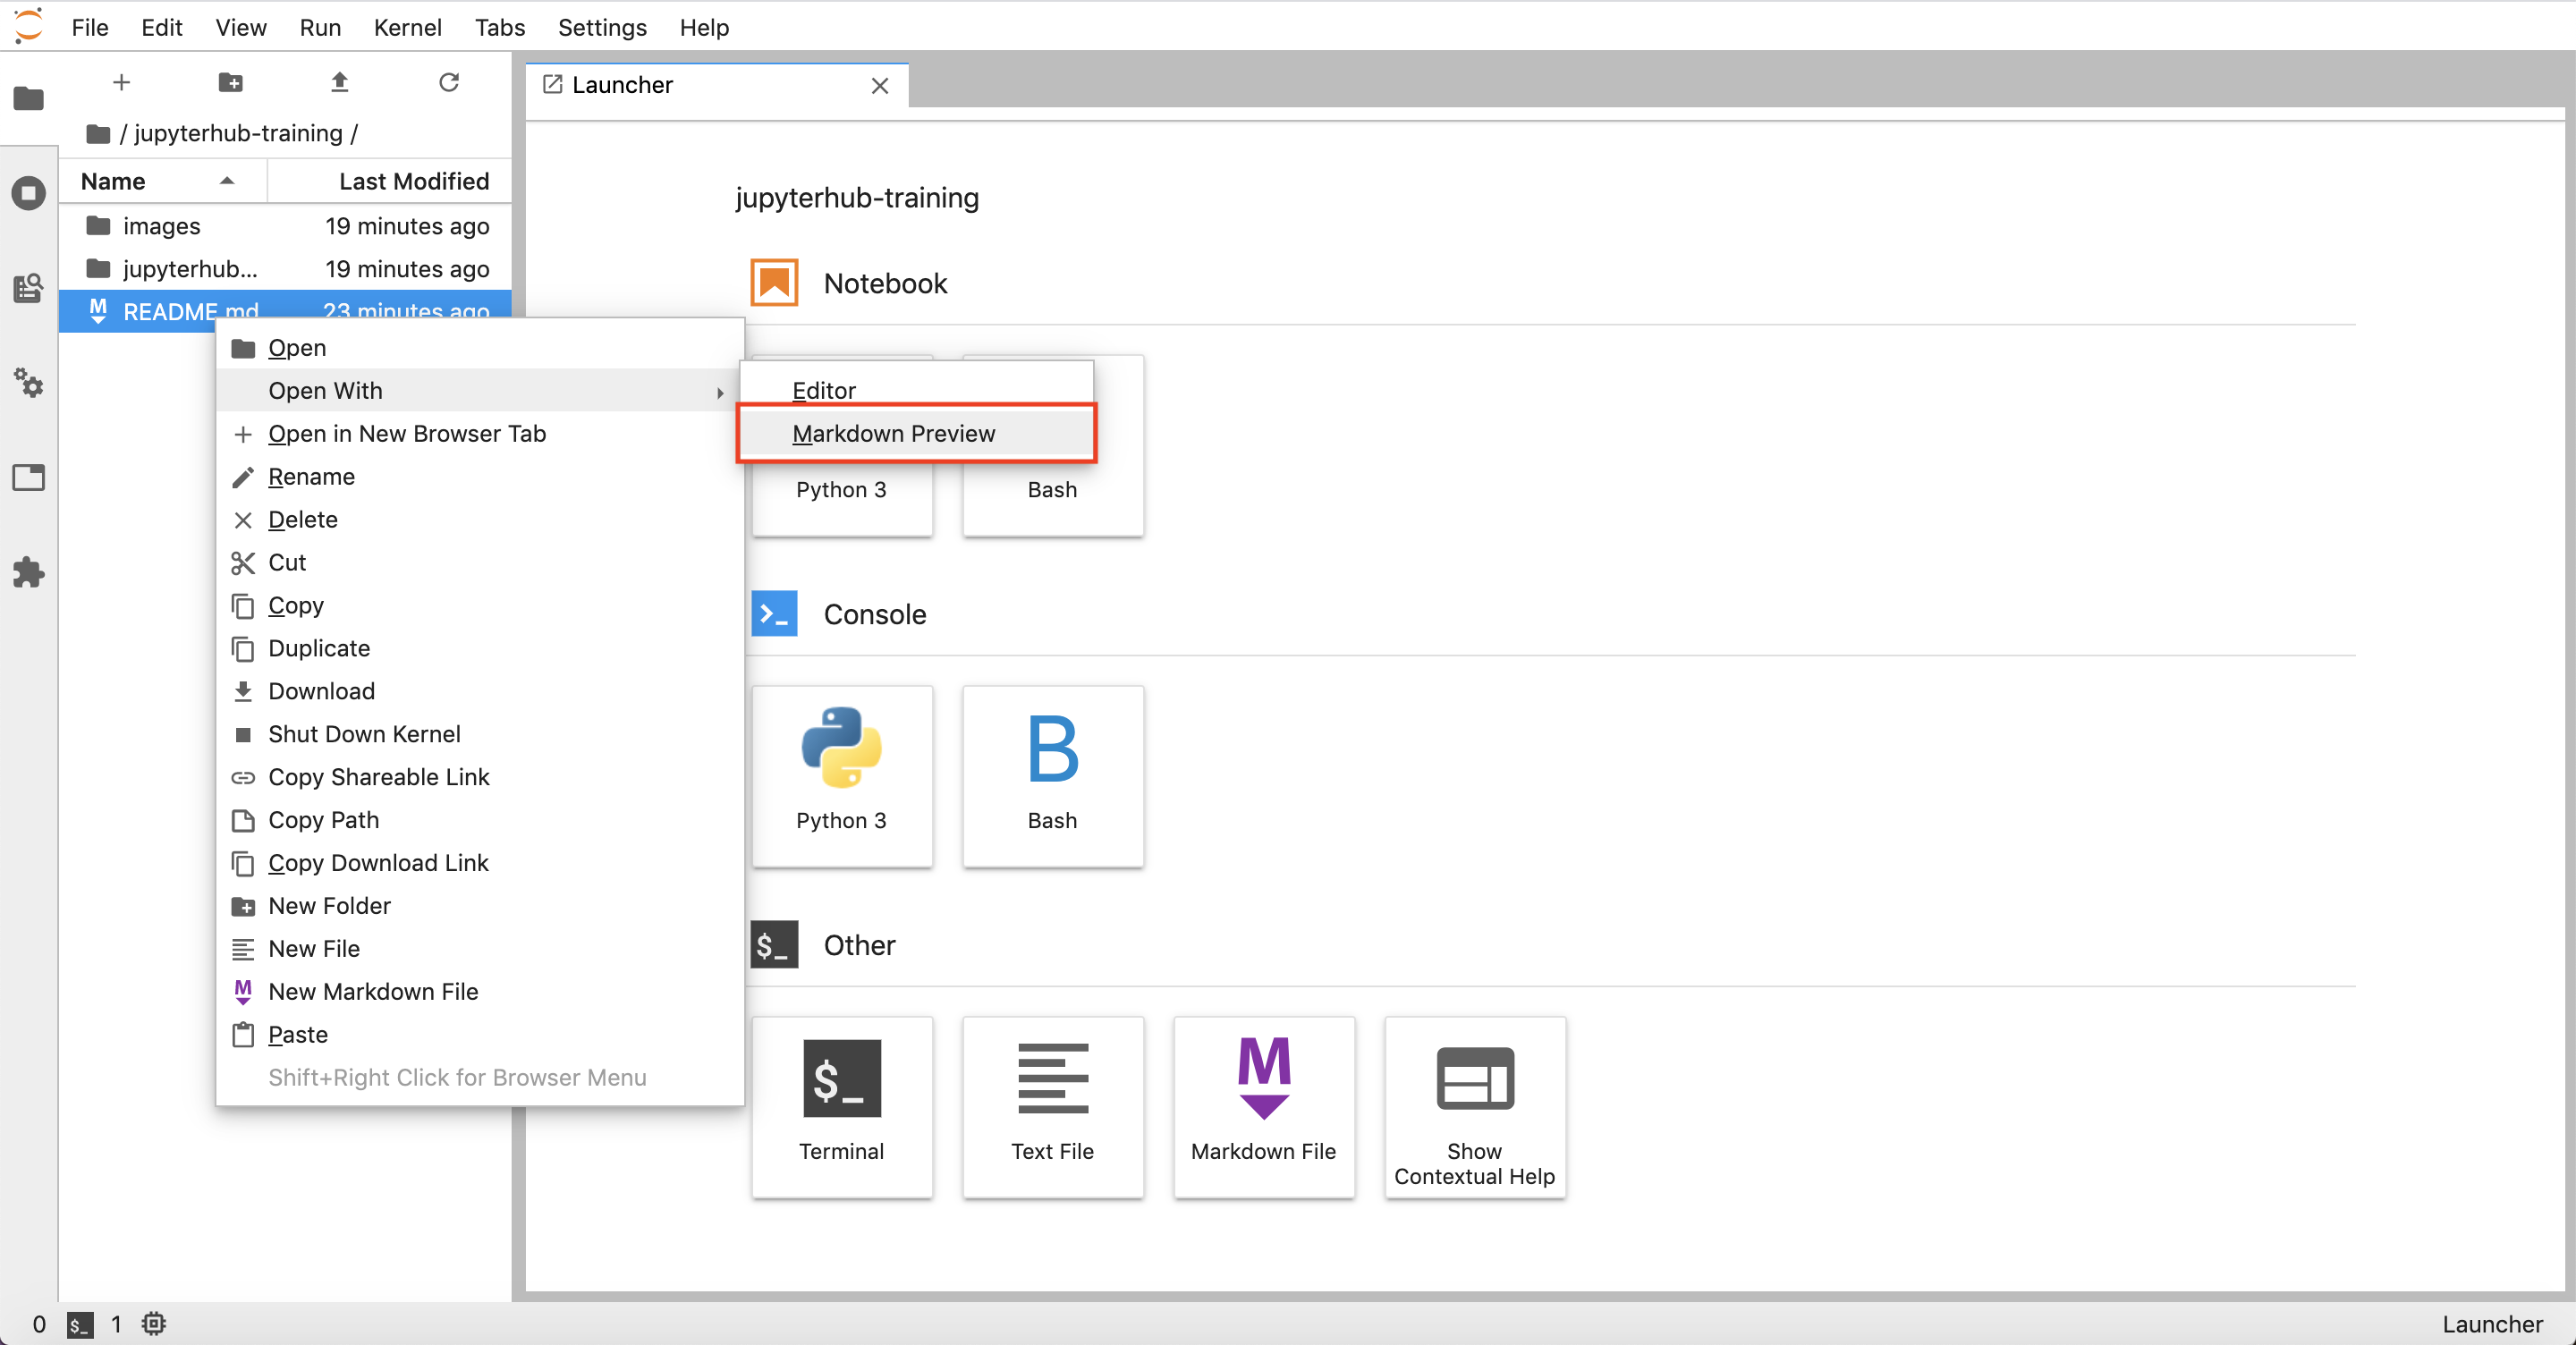 File Edit View Run Kernel Tabs Settings Help
Launcher
/ jupyterhub-training /
Name Last Modified
images 19 minutes ago
jupyterhub... 19 minutes ago
README.md 23 minutes ago
Open
Open With
Open in New Browser Tab
Rename
Delete
Cut
Copy
Duplicate
Download
Shut Down Kernel
Copy Shareable Link
Copy Path
Copy Download Link
New Folder
New File
New Markdown File
Paste
Shift+Right Click for Browser Menu
Editor
Markdown Preview
jupyterhub-training
Notebook
Python 3
Bash
Console
Python 3
B
Bash
$_ Other
$_
Terminal
Text File
M
Markdown File
Show
Contextual Help
0 $_ 1
Launcher